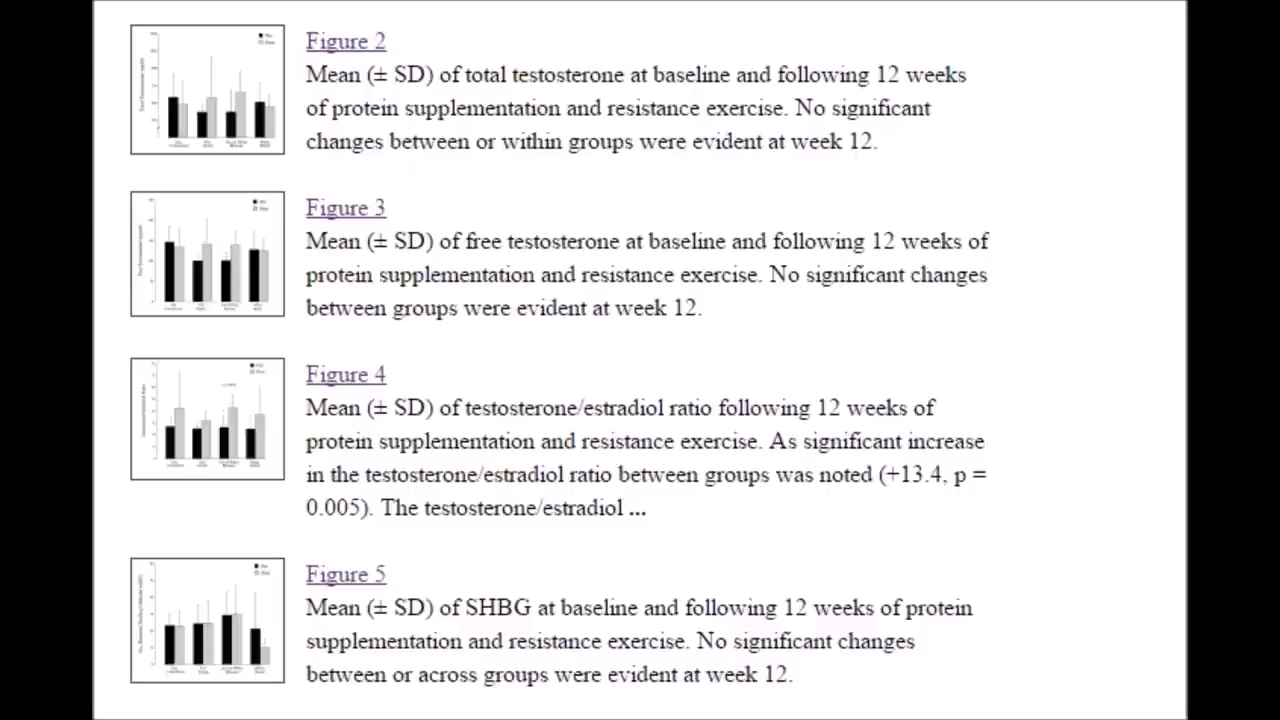 Figure 2
Mean (± SD) of total testosterone at baseline and following 12 weeks
of protein supplementation and resistance exercise. No significant
changes between or within groups were evident at week 12.
Figure 3
Mean (± SD) of free testosterone at baseline and following 12 weeks of
protein supplementation and resistance exercise. No significant changes
between groups were evident at week 12.
Figure 4
Mean (± SD) of testosterone/estradiol ratio following 12 weeks of
protein supplementation and resistance exercise. As significant increase
in the testosterone/estradiol ratio between groups was noted (+13.4, p =
0.005). The testosterone/estradiol ...
Figure 5
Mean (± SD) of SHBG at baseline and following 12 weeks of protein
supplementation and resistance exercise. No significant changes
between or across groups were evident at week 12.